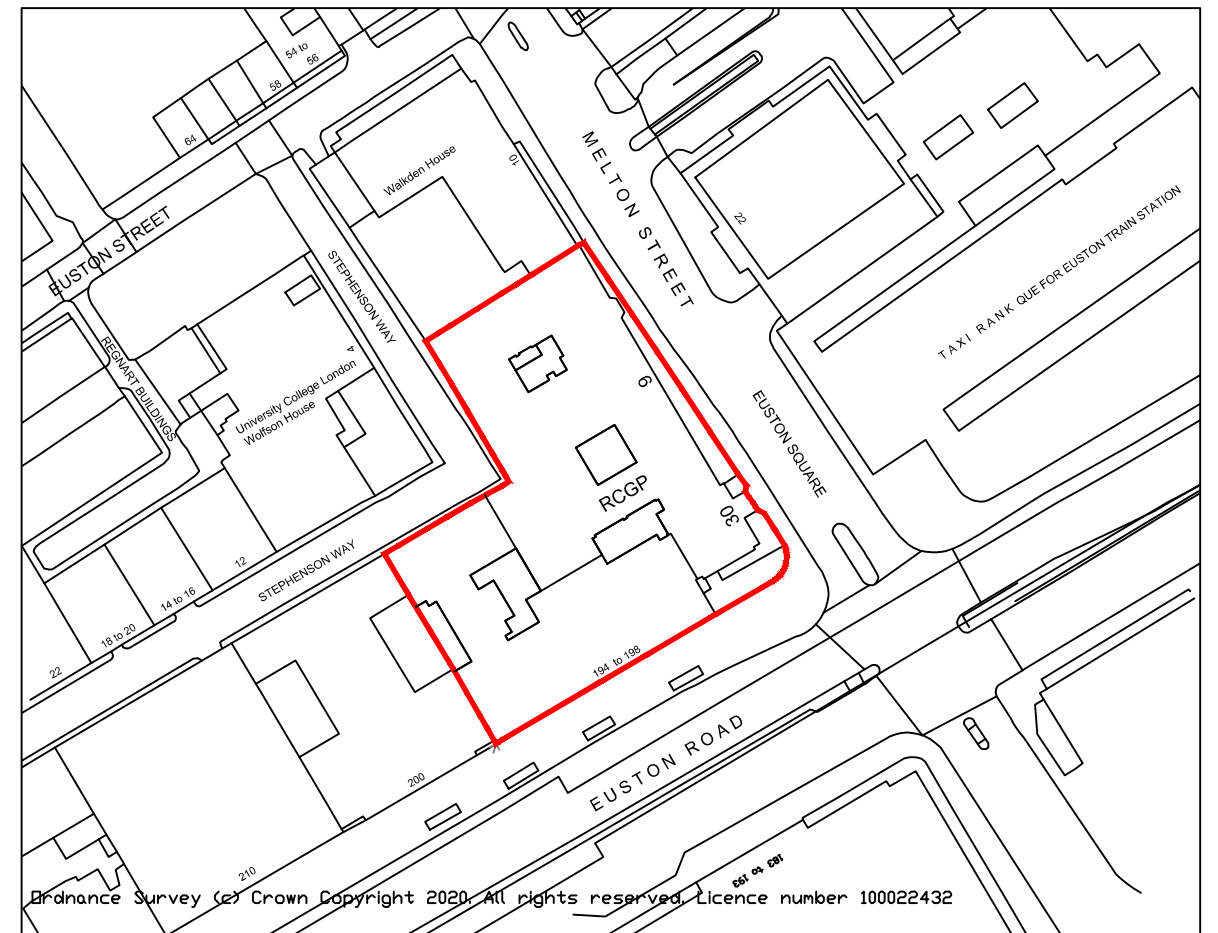 54 to
56
58
64
Walkden House
10
MELTON STREET
22
EUSTON STREET
STEPHENSON WAY
TAXI RANK QUE FOR EUSTON TRAIN STATION
REGNART BUILDINGS
4
University College London
Wolfson House
9
EUSTON SQUARE
RCGP
30
STEPHENSON WAY
12
14 to 16
18 to 20
22
194 to 198
EUSTON ROAD
200
210
183 to 193
Ordnance Survey (c) Crown Copyright 2020. All rights reserved. Licence number 100022432